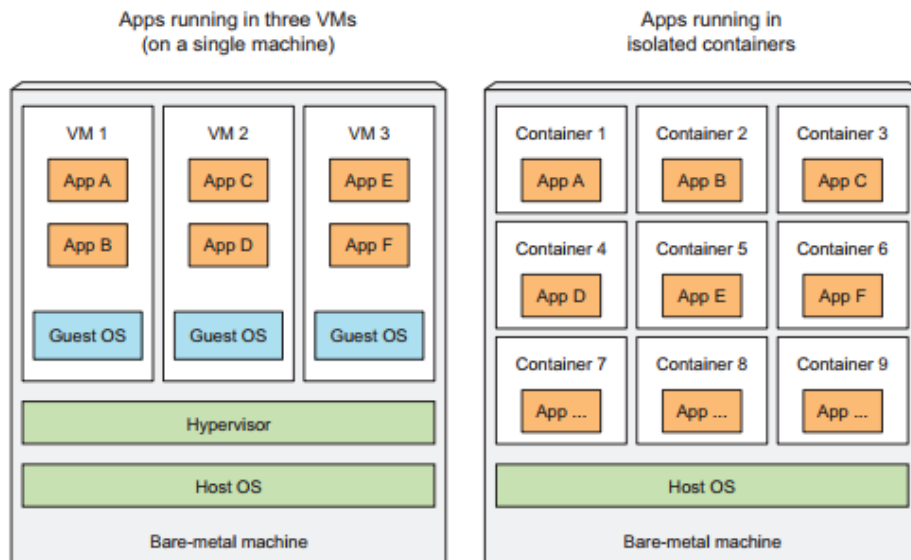 Apps running in three VMs
(on a single machine)
VM 1
VM 2
VM 3
App A
App C
App E
App B
App D
App F
Guest OS
Guest OS
Guest OS
Hypervisor
Host OS
Bare-metal machine
Apps running in
isolated containers
Container 1
Container 2
Container 3
App A
App B
App C
Container 4
Container 5
Container 6
App D
App E
App F
Container 7
Container 8
Container 9
App ...
App ...
App ...
Host OS
Bare-metal machine